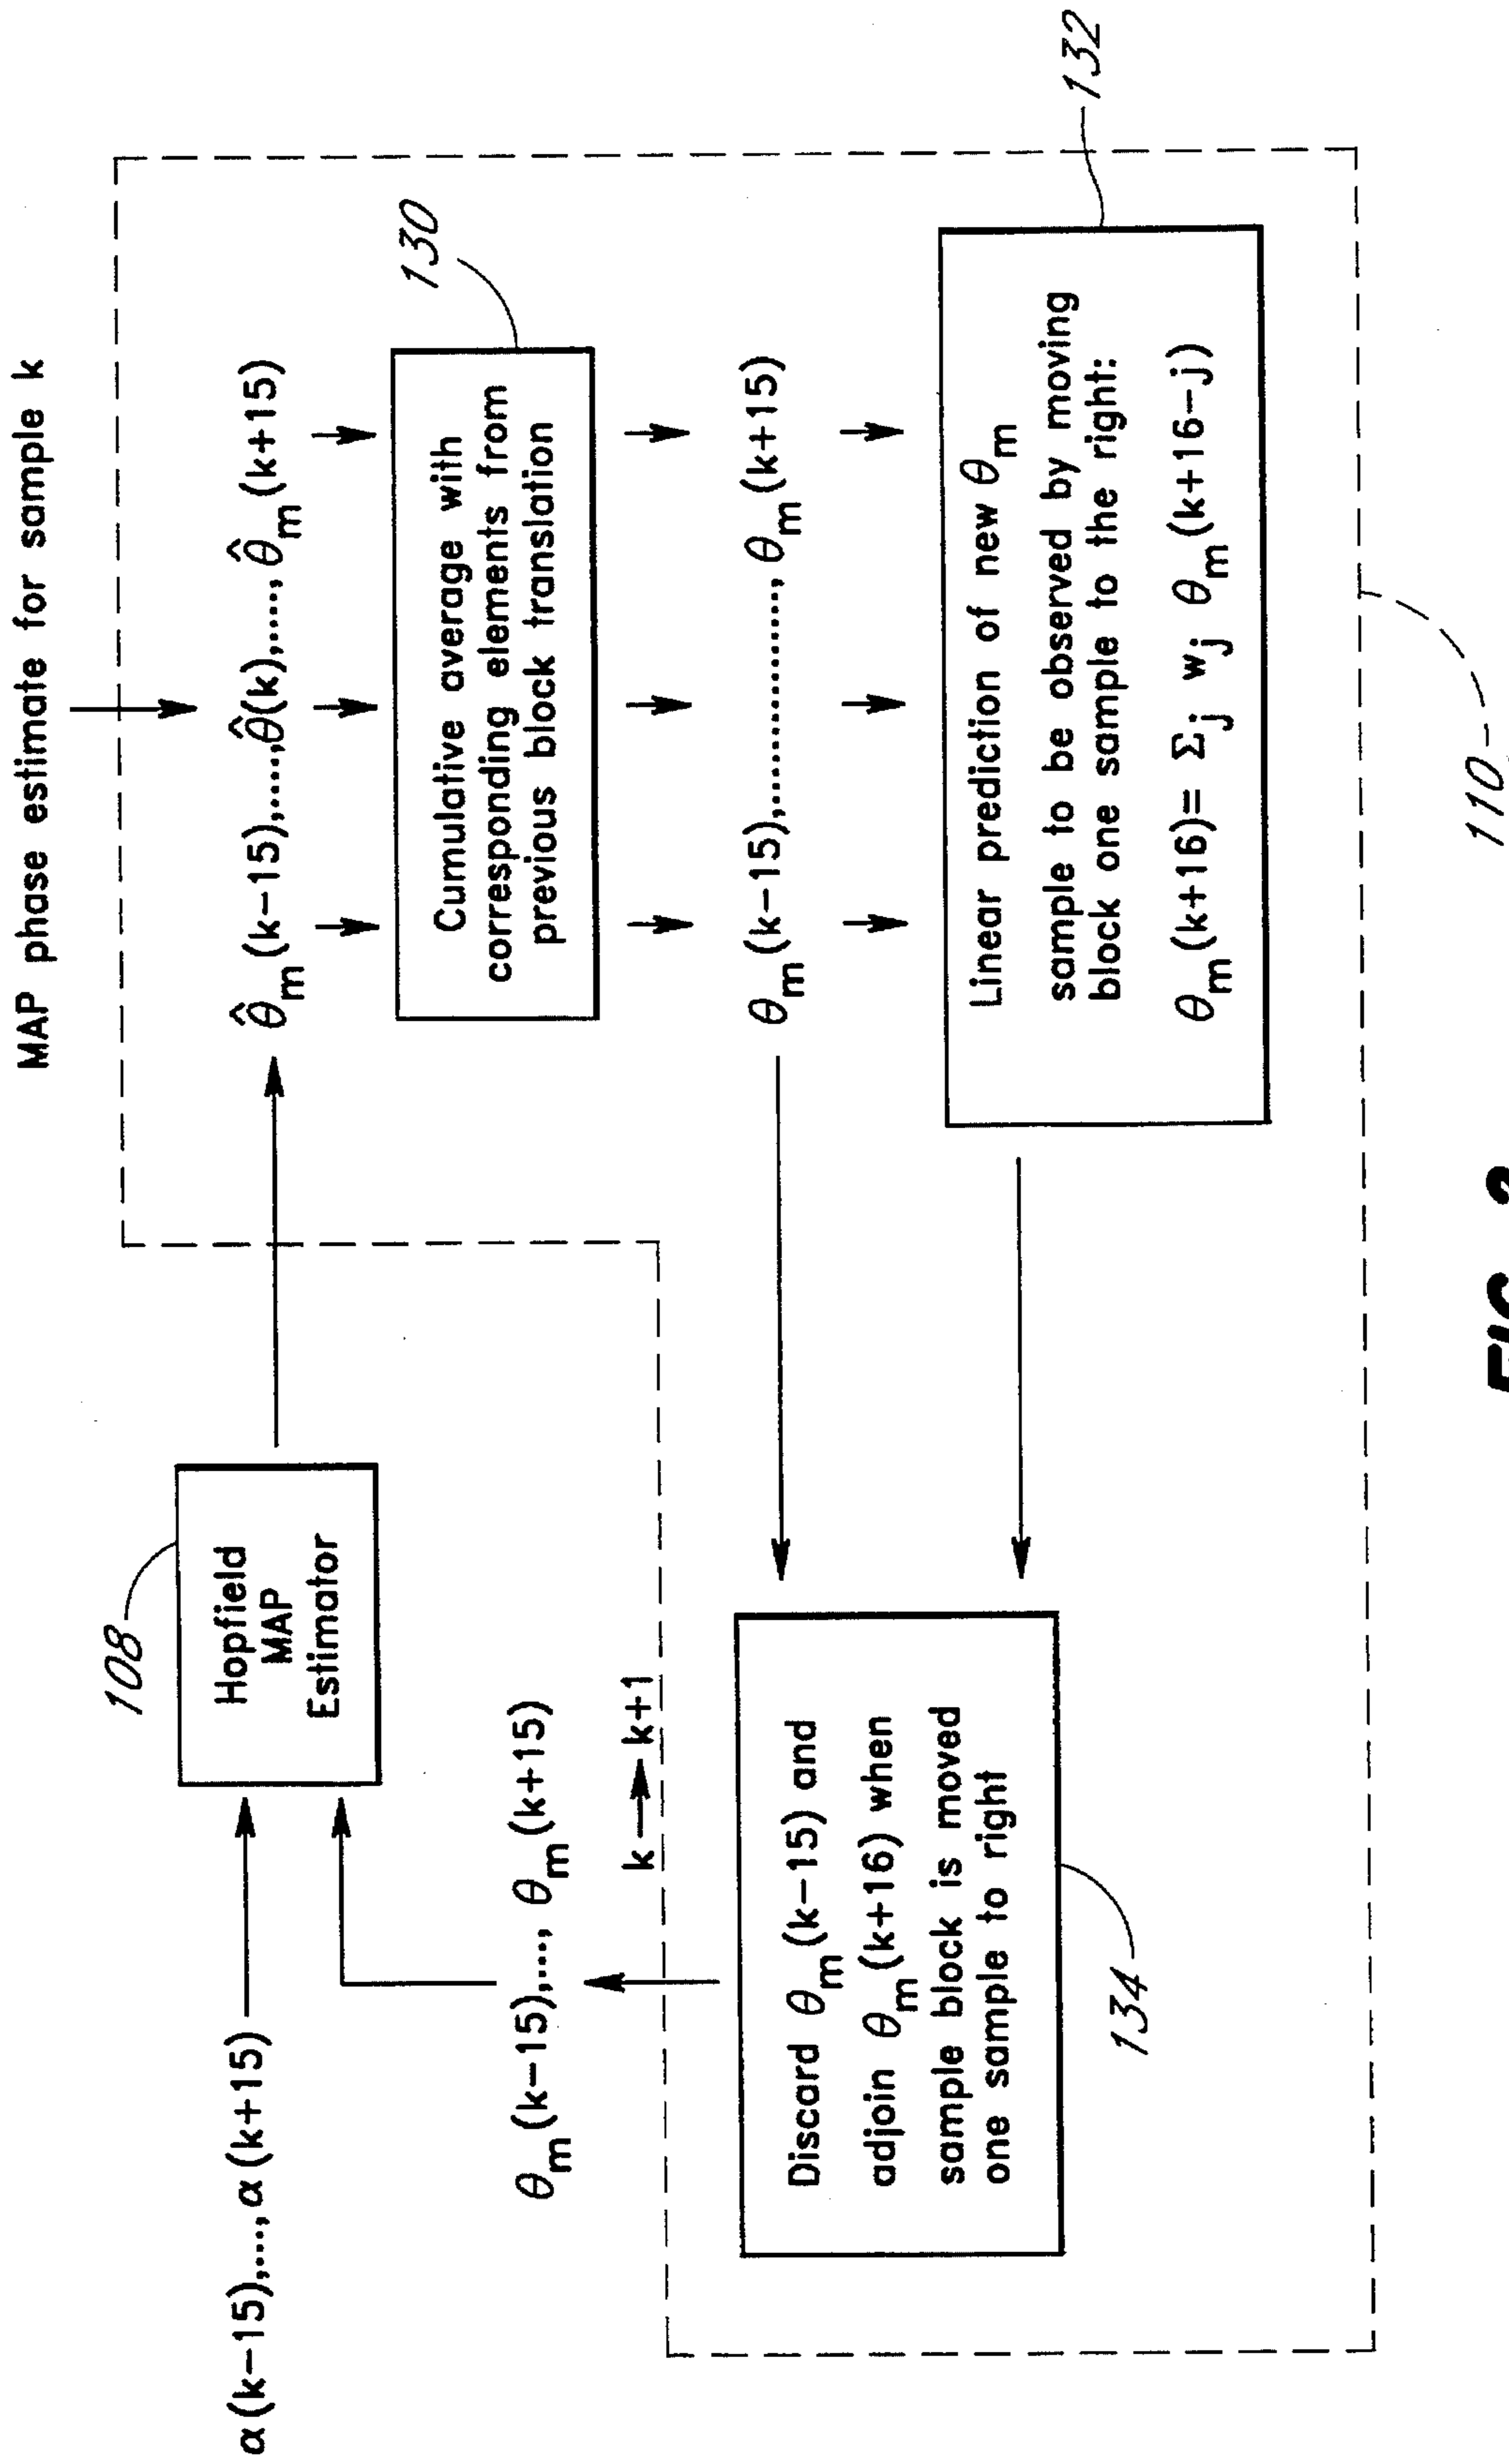 MAP phase estimate for sample k
108
Hopfield
MAP
Estimator
α(k−15),...,α(k+15)
θ̂m(k−15),....,θ̂(k),....,θ̂m(k+15)
130
Cumulative average with
corresponding elements from
previous block translation
θm(k−15),..., θm(k+15)
k→k+1
θm(k−15),................, θm(k+15)
Discard θm(k−15) and
adjoin θm(k+16) when
sample block is moved
one sample to right
134
Linear prediction of new θm
sample to be observed by moving
block one sample to the right:
θm(k+16)= Σj wj θm(k+16−j)
132
110
FIG.